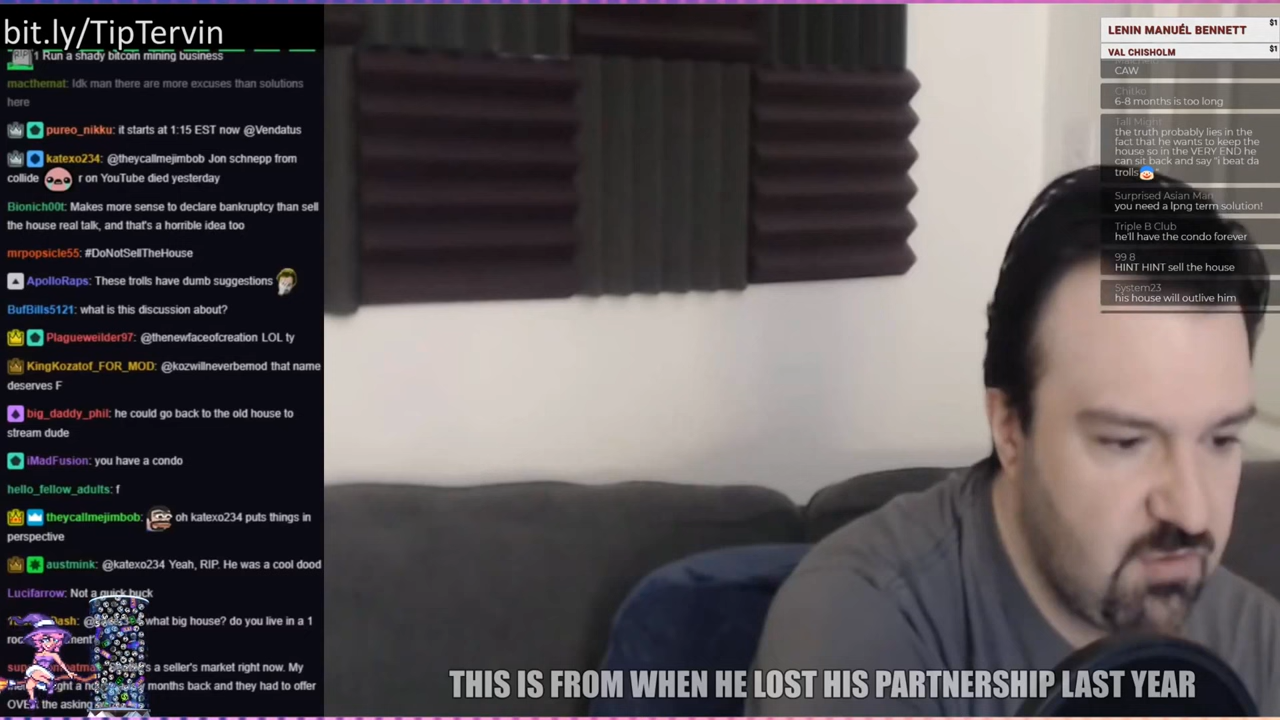 bit.ly/TipTervin
1 Run a shady bitcoin mining business
macthemat: Idk man there are more excuses than solutions
here
pureo_nikku: it starts at 1:15 EST now @Vendatus
katexo234: @theycallmejimbob Jon schnepp from
collide r on YouTube died yesterday
Bionich00t: Makes more sense to declare bankruptcy than sell
the house real talk, and that's a horrible idea too
mrpopsicle55: #DoNotSellTheHouse
ApolloRaps: These trolls have dumb suggestions
BufBills5121: what is this discussion about?
Plagueweilder97: @thenewfaceofcreation LOL ty
KingKozatof_FOR_MOD: @kozwillneverbemod that name
deserves F
big_daddy_phil: he could go back to the old house to
stream dude
iMadFusion: you have a condo
hello_fellow_adults: f
theycallmejimbob: oh katexo234 puts things in
perspective
austmink: @katexo234 Yeah, RIP. He was a cool dood
Lucifarrow: Not a quick buck
what big house? do you live in a 1
a seller's market right now. My
months back and they had to offer
OVER the asking
LENIN MANUÉL BENNETT $1
VAL CHISHOLM $1
CAW
Chitko
6-8 months is too long
Tall Might
the truth probably lies in the
fact that he wants to keep the
house so in the VERY END he
can sit back and say "i beat da
trolls
Surprised Asian Man
you need a lpng term solution!
Triple B Club
he'll have the condo forever
99 8
HINT HINT sell the house
System23
his house will outlive him
THIS IS FROM WHEN HE LOST HIS PARTNERSHIP LAST YEAR